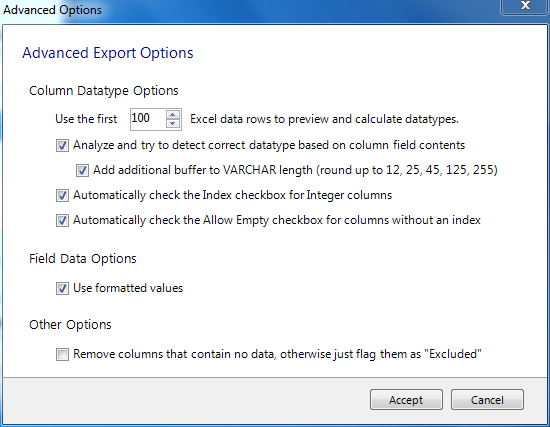 Advanced Options
Advanced Export Options
Column Datatype Options
Use the first 100 Excel data rows to preview and calculate datatypes.
Analyze and try to detect correct datatype based on column field contents
Add additional buffer to VARCHAR length (round up to 12, 25, 45, 125, 255)
Automatically check the Index checkbox for Integer columns
Automatically check the Allow Empty checkbox for columns without an index
Field Data Options
Use formatted values
Other Options
Remove columns that contain no data, otherwise just flag them as "Excluded"
Accept Cancel